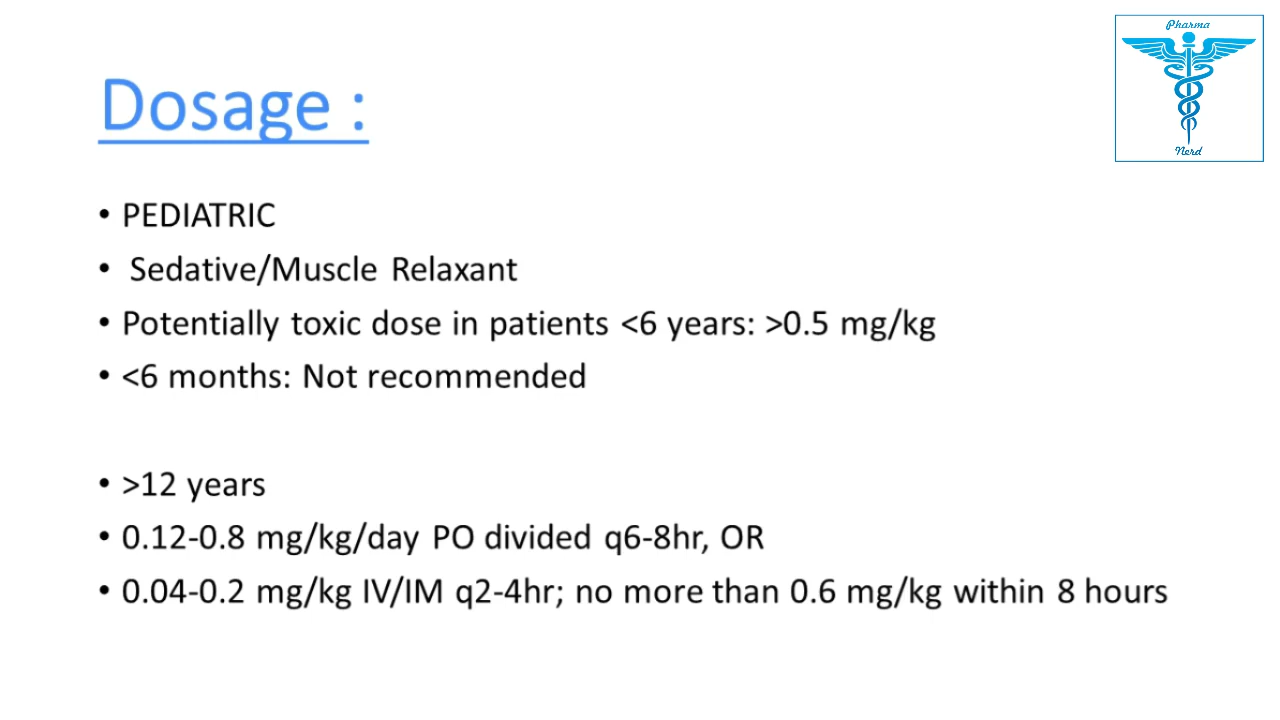 Pharma
Nerd
Dosage :
• PEDIATRIC
• Sedative/Muscle Relaxant
• Potentially toxic dose in patients <6 years: >0.5 mg/kg
• <6 months: Not recommended
• >12 years
• 0.12-0.8 mg/kg/day PO divided q6-8hr, OR
• 0.04-0.2 mg/kg IV/IM q2-4hr; no more than 0.6 mg/kg within 8 hours